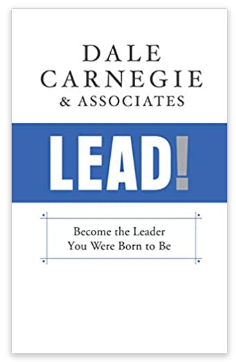 DALE
CARNEGIE
& ASSOCIATES
LEAD!
Become the Leader
You Were Born to Be